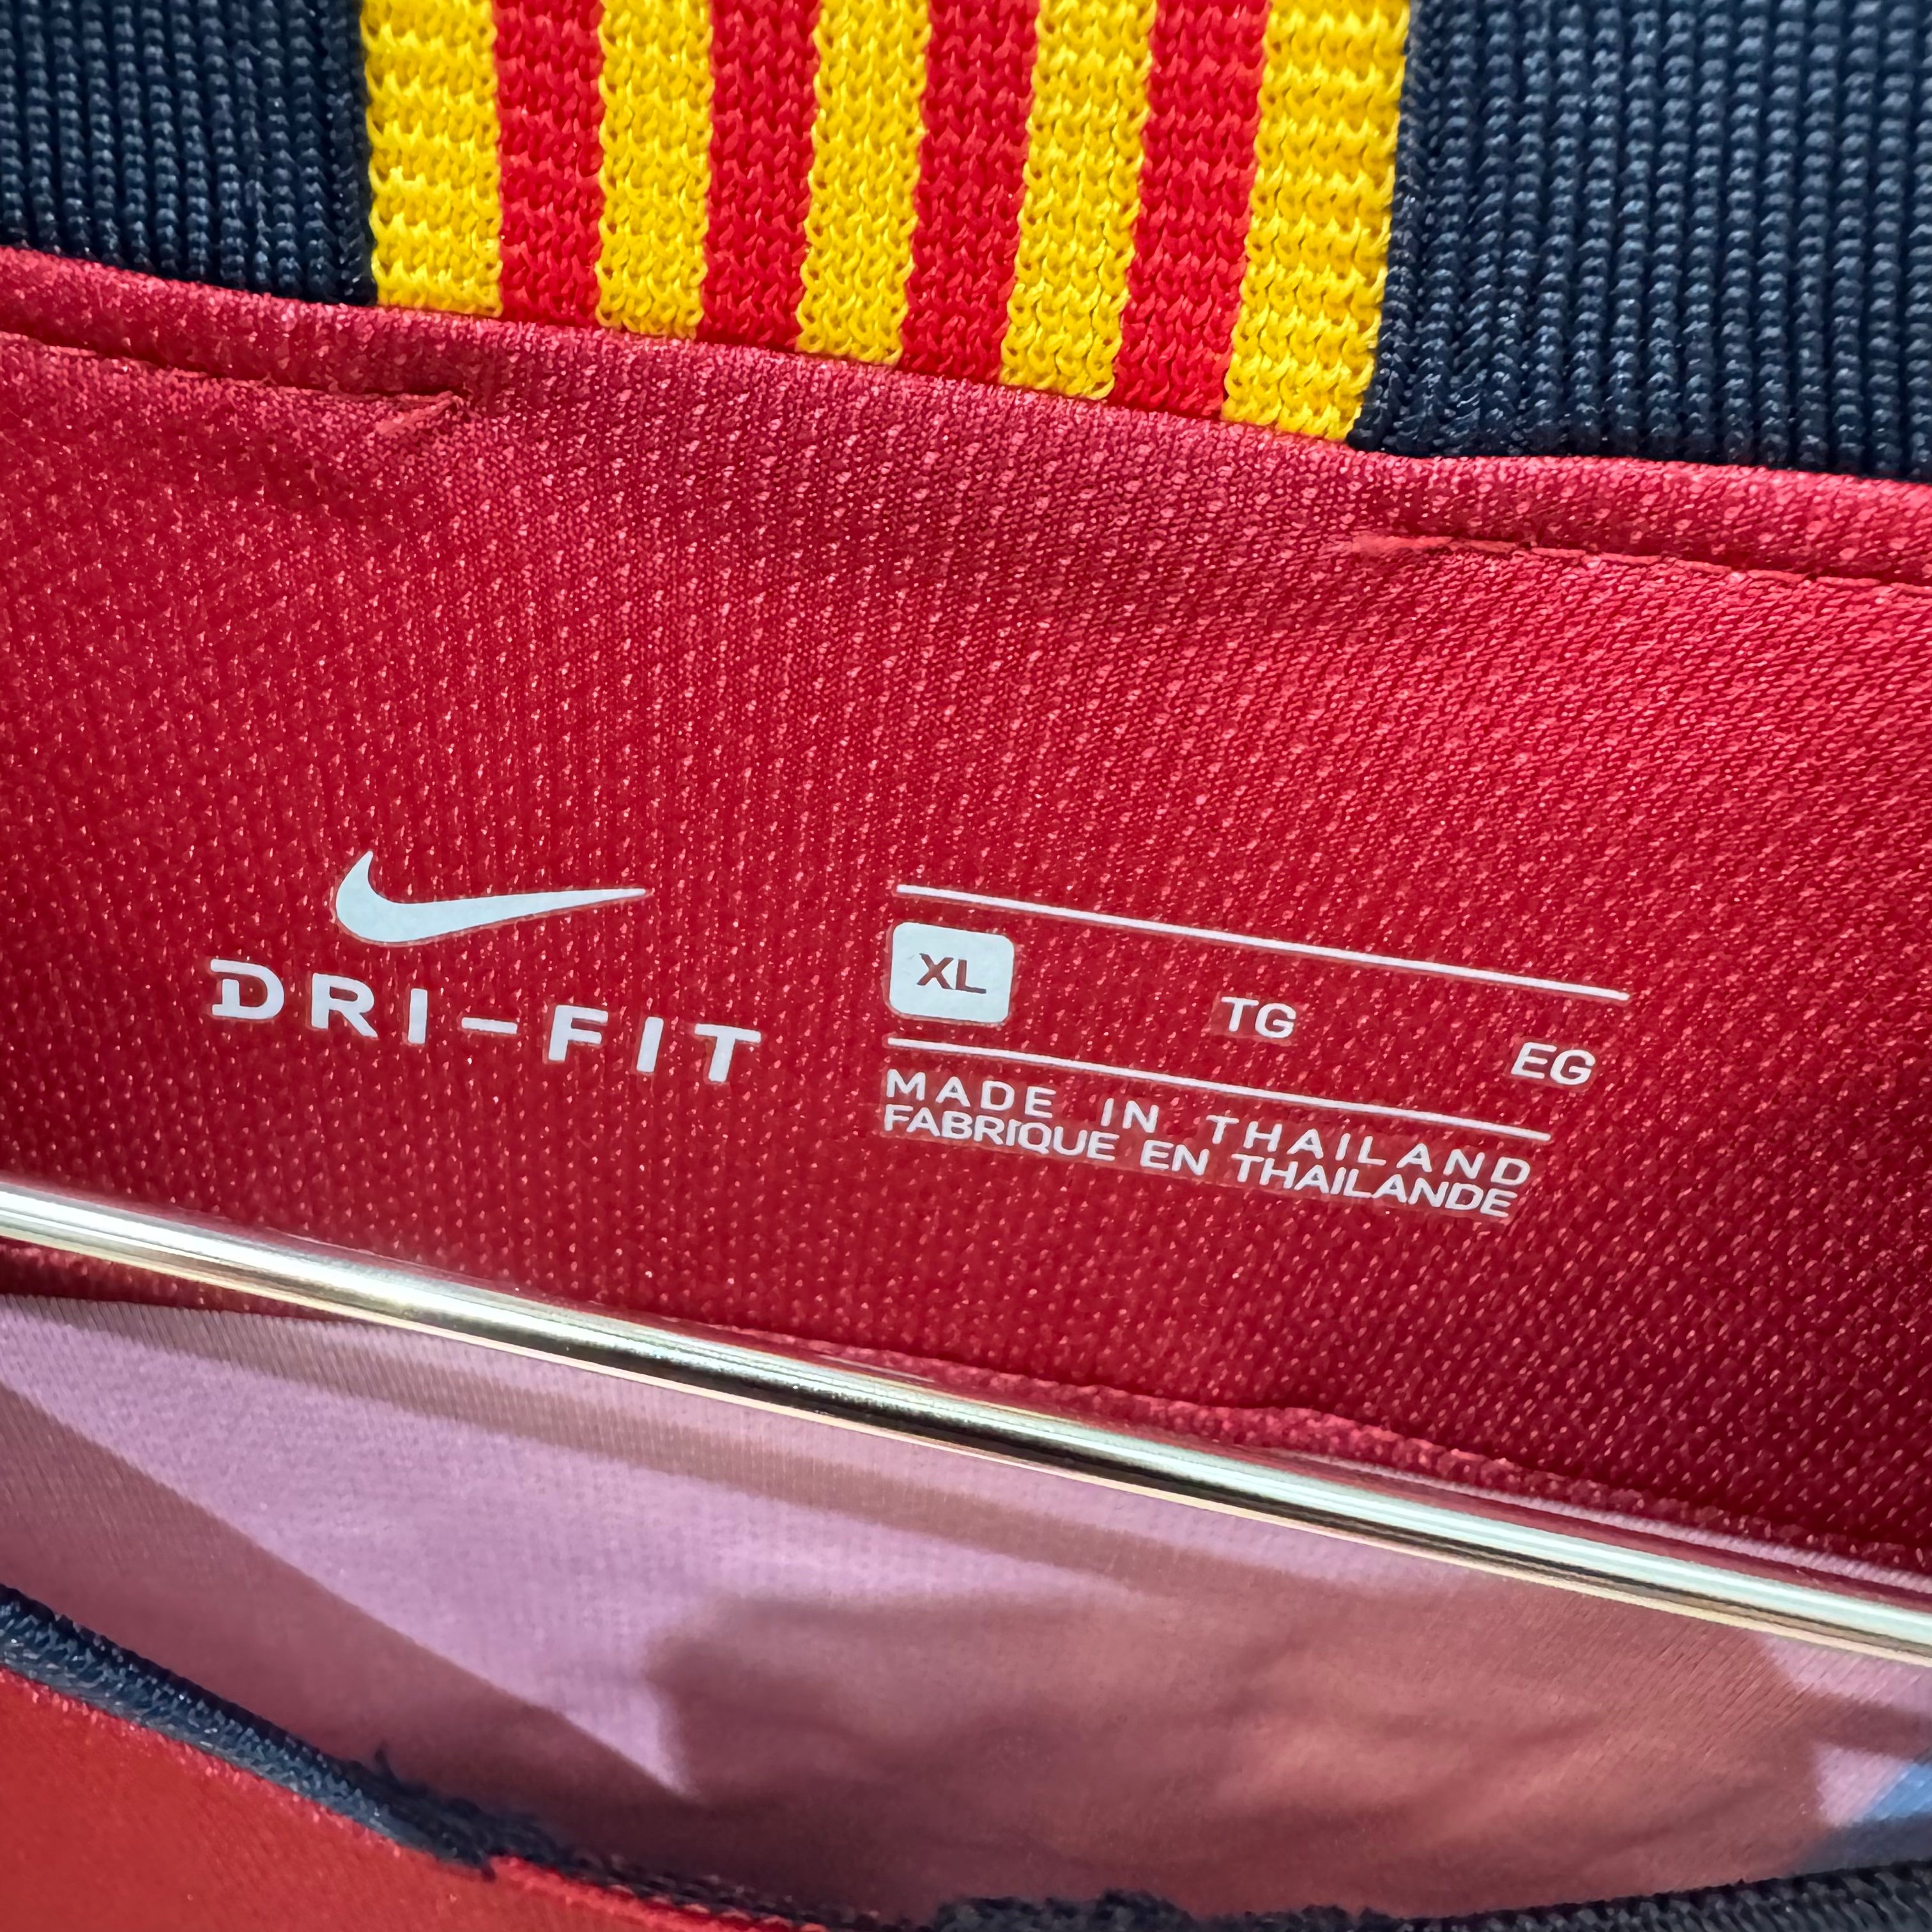 DRI-FIT
XL TG EG
MADE IN THAILAND
FABRIQUE EN THAILANDE